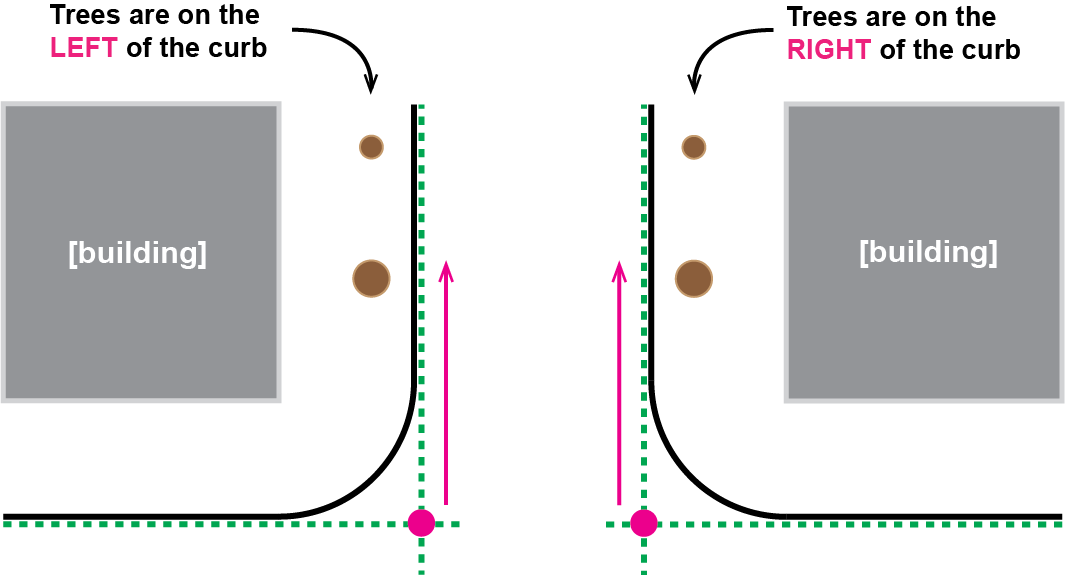 Trees are on the
LEFT of the curb
Trees are on the
RIGHT of the curb
[building]
[building]